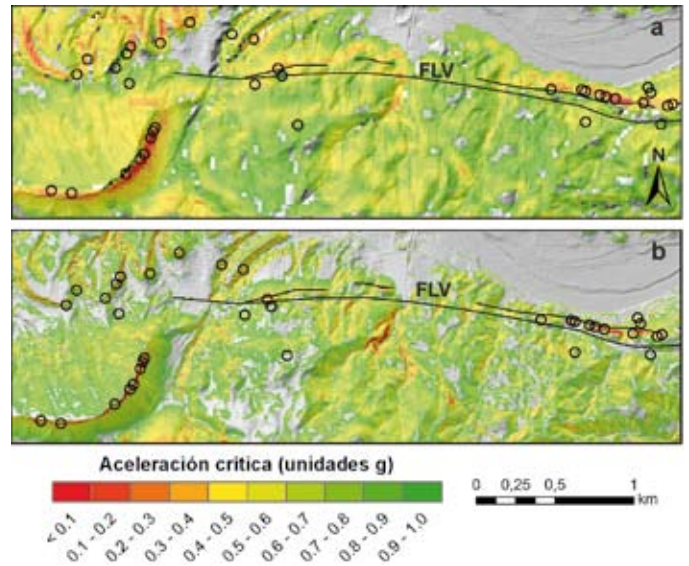 a
FLV
N
b
FLV
Aceleración critica (unidades g)
< 0.1
0.1 - 0.2
0.2 - 0.3
0.3 - 0.4
0.4 - 0.5
0.5 - 0.6
0.6 - 0.7
0.7 - 0.8
0.8 - 0.9
0.9 - 1.0
0 0,25 0,5 1
km